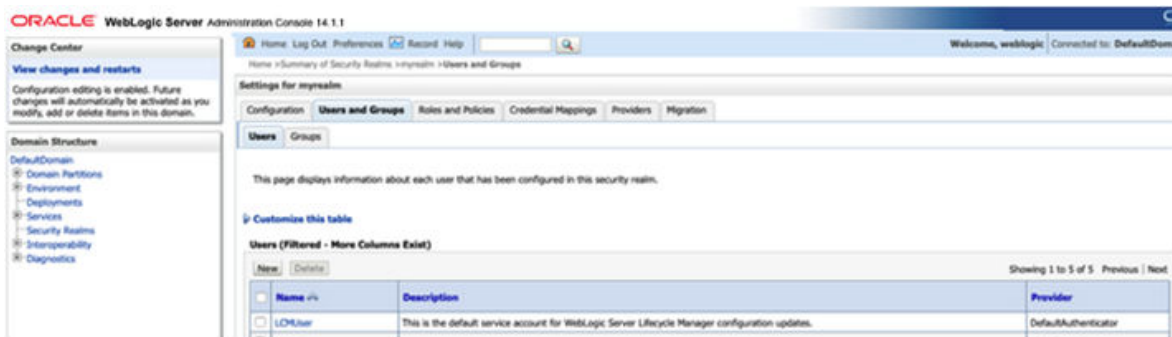 ORACLE WebLogic Server Administration Console 14.1.1
Change Center
View changes and restarts
Configuration editing is enabled. Future
changes will automatically be activated as you
modify, add or delete items in this domain.
Domain Structure
DefaultDomain
Domain Partitions
Environment
Deployments
Services
Security Realms
Interoperability
Diagnostics
Home Log Out Preferences Record Help
Welcome, weblogic Connected to: DefaultDom
Home >Summary of Security Realms >myrealm >Users and Groups
Settings for myrealm
Configuration Users and Groups Roles and Policies Credential Mappings Providers Migration
Users Groups
This page displays information about each user that has been configured in this security realm.
Customize this table
Users (Filtered - More Columns Exist)
New Delete
Showing 1 to 5 of 5 Previous | Next
Name Description Provider
LCMUser This is the default service account for WebLogic Server Lifecycle Manager configuration updates. DefaultAuthenticator